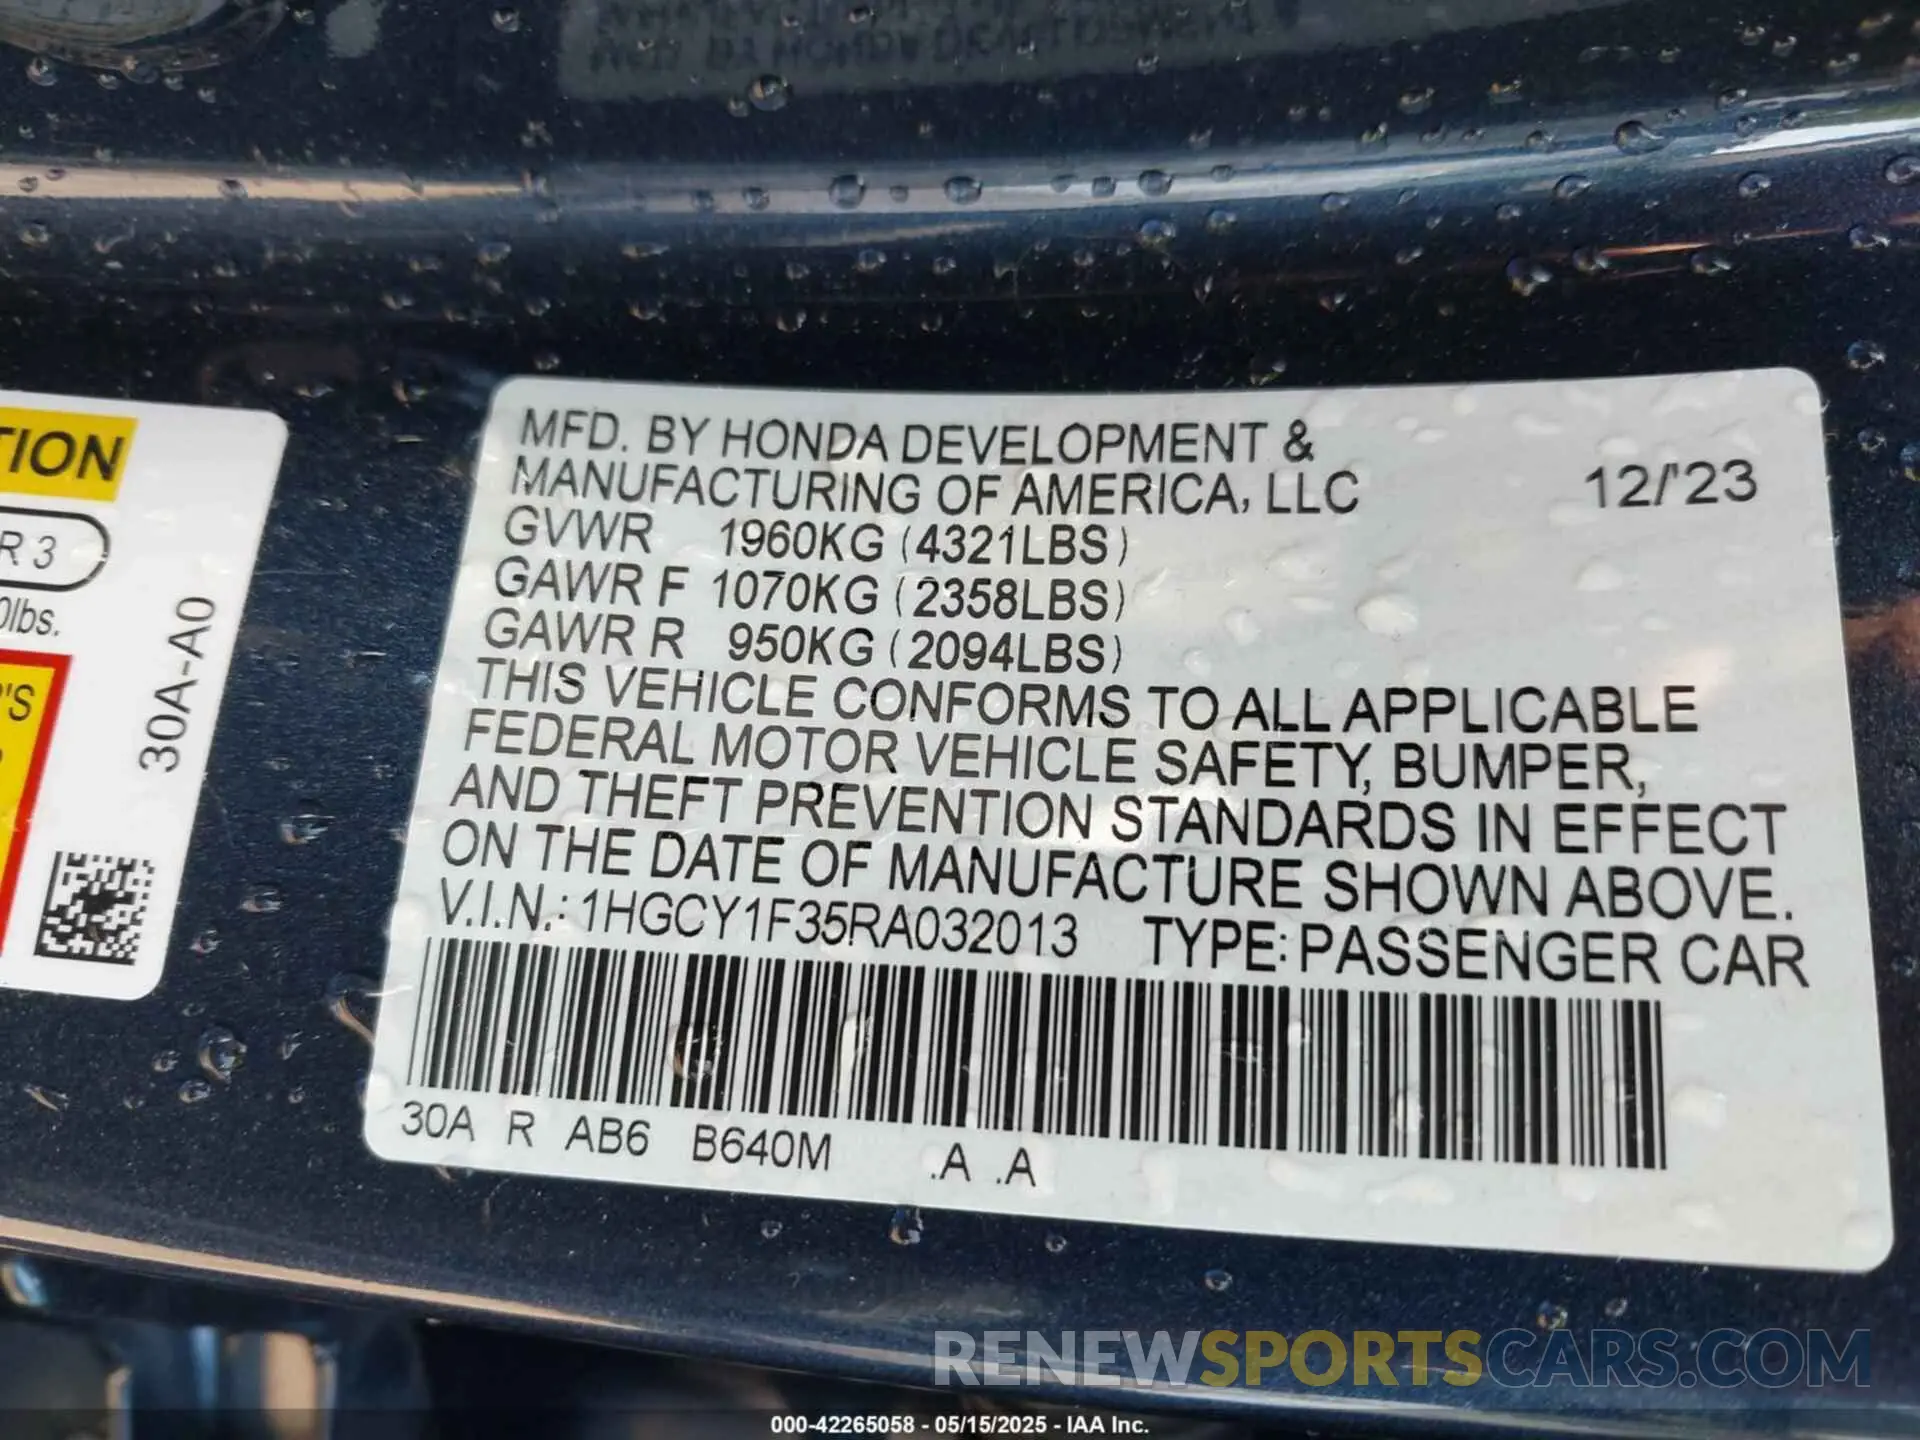 MFD. BY HONDA DEVELOPMENT &
MANUFACTURING OF AMERICA, LLC 12/'23
GVWR 1960KG (4321LBS)
GAWR F 1070KG (2358LBS)
GAWR R 950KG (2094LBS)
THIS VEHICLE CONFORMS TO ALL APPLICABLE
FEDERAL MOTOR VEHICLE SAFETY, BUMPER,
AND THEFT PREVENTION STANDARDS IN EFFECT
ON THE DATE OF MANUFACTURE SHOWN ABOVE.
V.I.N.: 1HGCY1F35RA032013 TYPE: PASSENGER CAR
30A R AB6 B640M .A .A
TION
R 3
0lbs.
'S
30A-A0
RENEWSPORTSCARS.COM
000-42265058 - 05/15/2025 - IAA Inc.